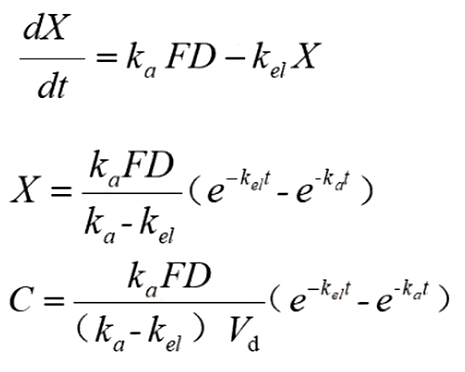 dX/dt = k_a FD − k_el X
X = k_a FD / (k_a - k_el) (e^{−k_el t} - e^{-k_a t})
C = k_a FD / ((k_a - k_el) V_d) (e^{−k_el t} - e^{-k_a t})